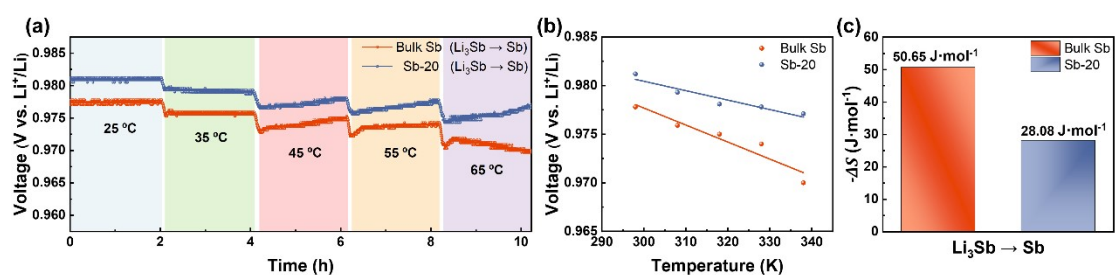 (a)
Voltage (V vs. Li⁺/Li)
0.985
0.980
0.975
0.970
0.965
0.960
Bulk Sb (Li₃Sb → Sb)
Sb-20 (Li₃Sb → Sb)
25 ºC
35 ºC
45 ºC
55 ºC
65 ºC
0 2 4 6 8 10
Time (h)
(b)
Voltage (V vs. Li⁺/Li)
0.985
0.980
0.975
0.970
0.965
Bulk Sb
Sb-20
290 300 310 320 330 340
Temperature (K)
(c)
-ΔS (J·mol⁻¹)
60
50
40
30
20
10
0
50.65
J·mol⁻¹
Bulk Sb
Sb-20
28.08 J·mol⁻¹
Li₃Sb → Sb